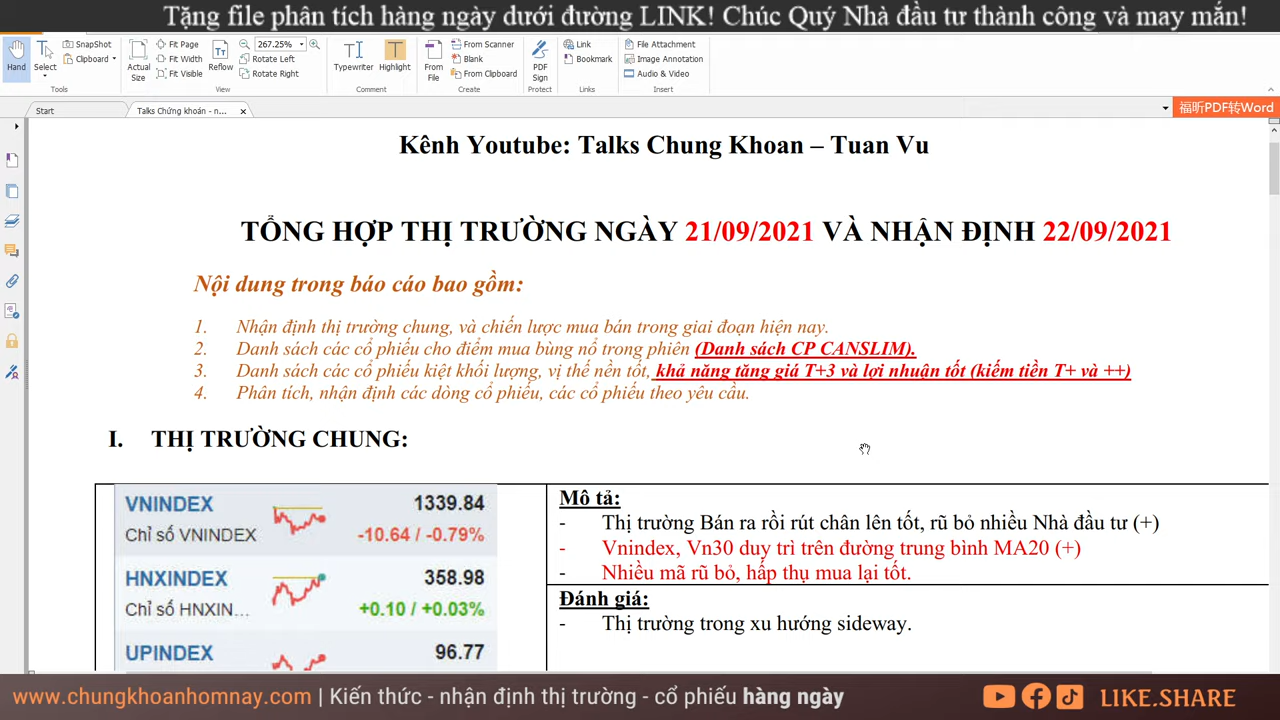 Tặng file phân tích hàng ngày dưới đường LINK! Chúc Quý Nhà đầu tư thành công và may mắn!
Hand
Select
SnapShot
Clipboard
Tools
Actual Size
Fit Page
Fit Width
Fit Visible
Reflow
267.25%
Rotate Left
Rotate Right
View
Typewriter
Highlight
Comment
From File
From Scanner
Blank
From Clipboard
Create
PDF Sign
Protect
Link
Bookmark
Links
File Attachment
Image Annotation
Audio & Video
Insert
Start
Talks Chứng khoán - n...
福昕PDF转Word
Kênh Youtube: Talks Chung Khoan – Tuan Vu
TỔNG HỢP THỊ TRƯỜNG NGÀY 21/09/2021 VÀ NHẬN ĐỊNH 22/09/2021
Nội dung trong báo cáo bao gồm:
1. Nhận định thị trường chung, và chiến lược mua bán trong giai đoạn hiện nay.
2. Danh sách các cổ phiếu cho điểm mua bùng nổ trong phiên (Danh sách CP CANSLIM).
3. Danh sách các cổ phiếu kiệt khối lượng, vị thế nền tốt, khả năng tăng giá T+3 và lợi nhuận tốt (kiếm tiền T+ và ++)
4. Phân tích, nhận định các dòng cổ phiếu, các cổ phiếu theo yêu cầu.
I. THỊ TRƯỜNG CHUNG:
VNINDEX 1339.84
Chỉ số VNINDEX -10.64 / -0.79%
HNXINDEX 358.98
Chỉ số HNXIN... +0.10 / +0.03%
UPINDEX 96.77
Mô tả:
- Thị trường Bán ra rồi rút chân lên tốt, rũ bỏ nhiều Nhà đầu tư (+)
- Vnindex, Vn30 duy trì trên đường trung bình MA20 (+)
- Nhiều mã rũ bỏ, hấp thụ mua lại tốt.
Đánh giá:
- Thị trường trong xu hướng sideway.
www.chungkhoanhomnay.com | Kiến thức - nhận định thị trường - cổ phiếu hàng ngày
LIKE.SHARE